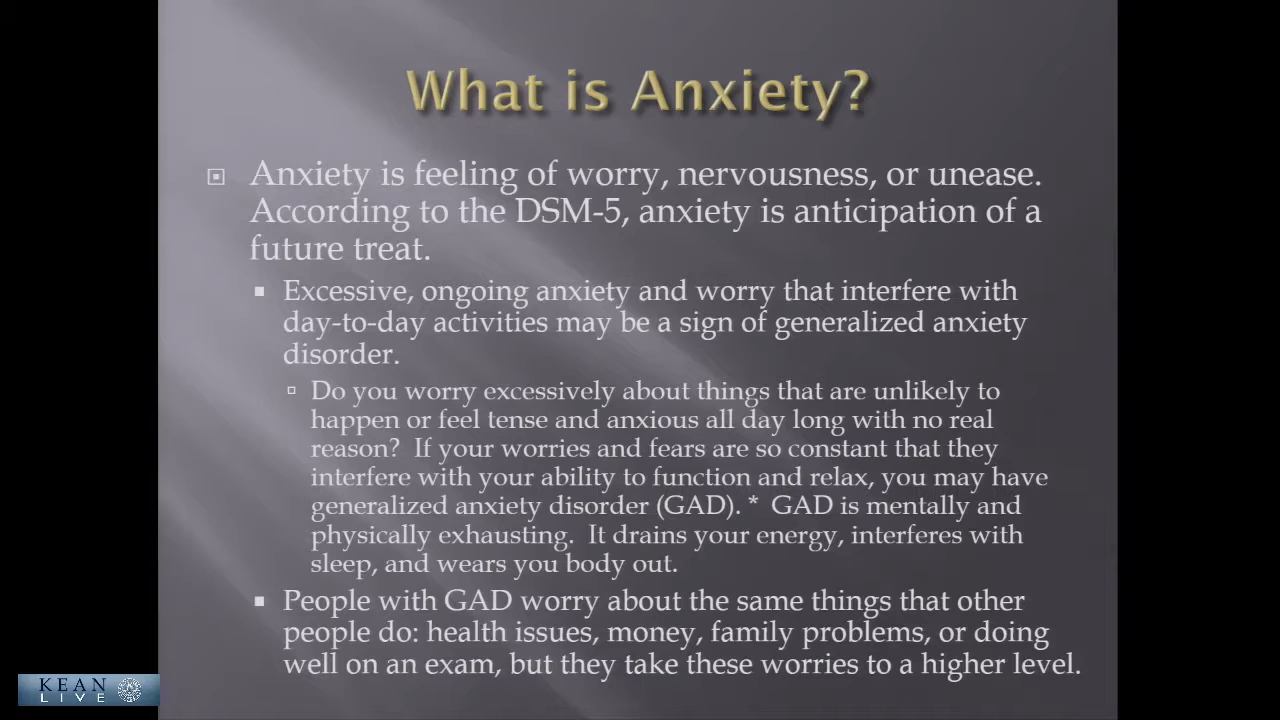 What is Anxiety?
Anxiety is feeling of worry, nervousness, or unease.
According to the DSM-5, anxiety is anticipation of a
future treat.
Excessive, ongoing anxiety and worry that interfere with
day-to-day activities may be a sign of generalized anxiety
disorder.
Do you worry excessively about things that are unlikely to
happen or feel tense and anxious all day long with no real
reason? If your worries and fears are so constant that they
interfere with your ability to function and relax, you may have
generalized anxiety disorder (GAD). * GAD is mentally and
physically exhausting. It drains your energy, interferes with
sleep, and wears you body out.
People with GAD worry about the same things that other
people do: health issues, money, family problems, or doing
well on an exam, but they take these worries to a higher level.
KEAN
LIVE